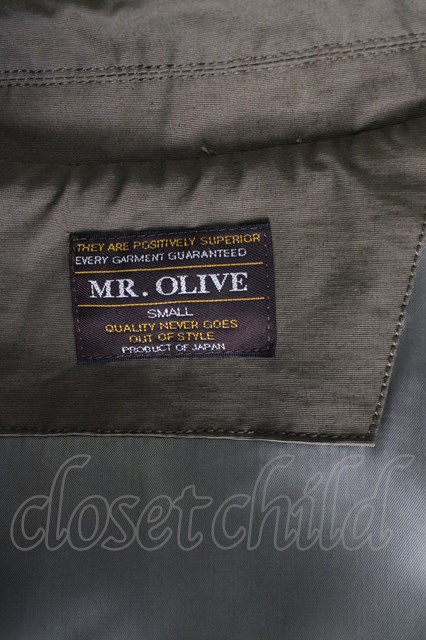 THEY ARE POSITIVELY SUPERIOR
EVERY GARMENT GUARANTEED
MR. OLIVE
SMALL
QUALITY NEVER GOES
OUT OF STYLE
PRODUCT OF JAPAN
closet child